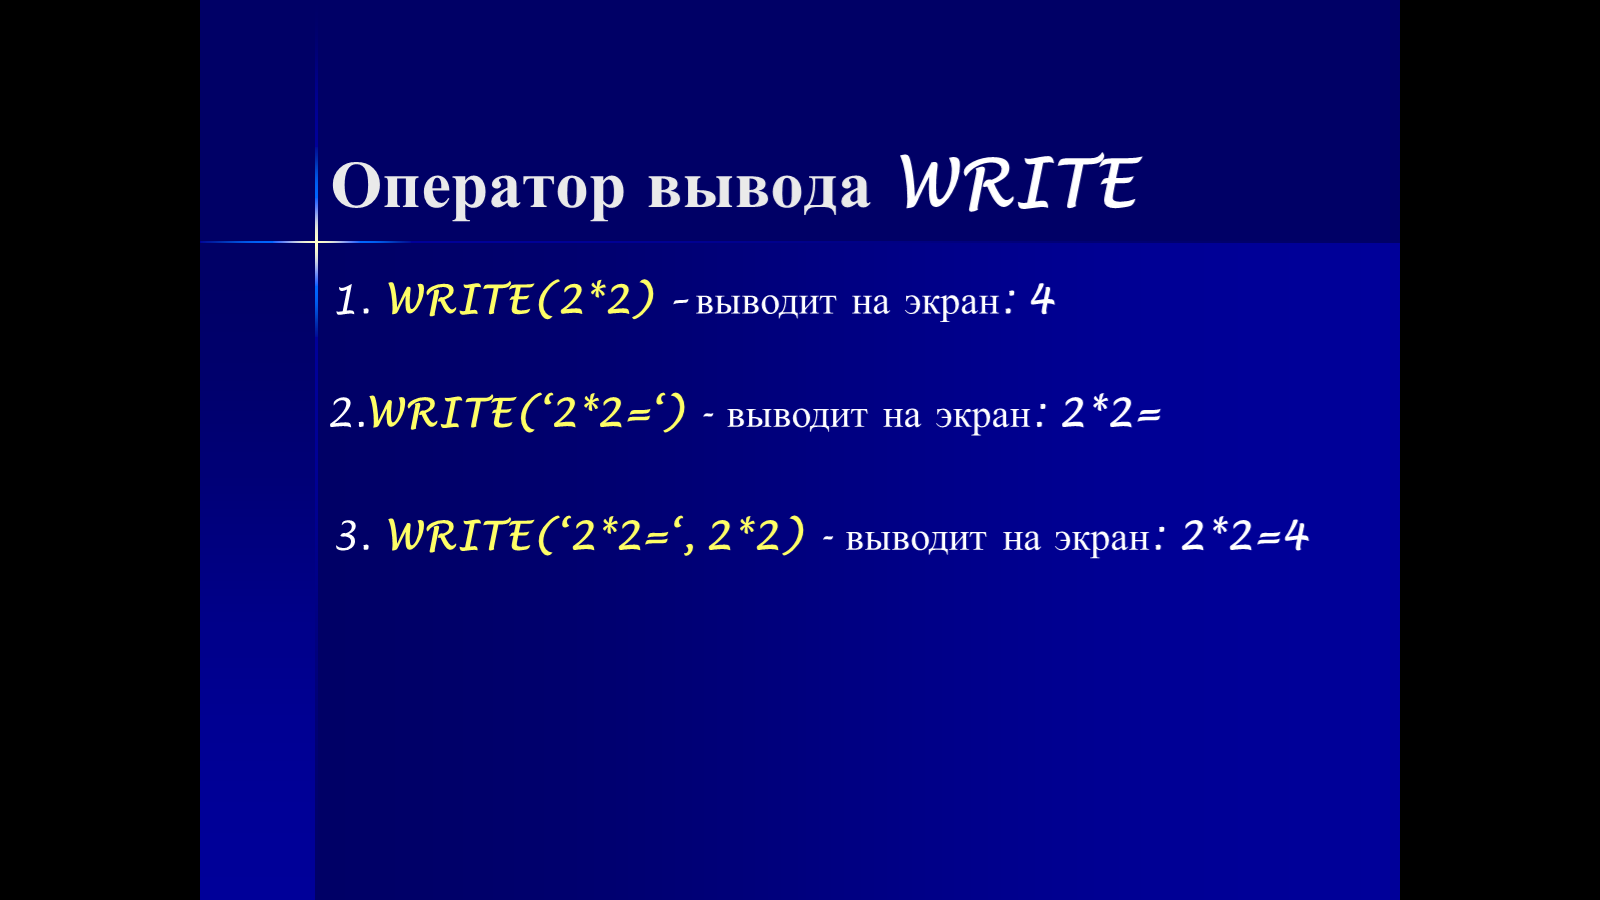 Оператор вывода WRITE
1. WRITE(2*2) – выводит на экран: 4
2.WRITE(‘2*2=‘) - выводит на экран: 2*2=
3. WRITE(‘2*2=‘, 2*2) - выводит на экран: 2*2=4